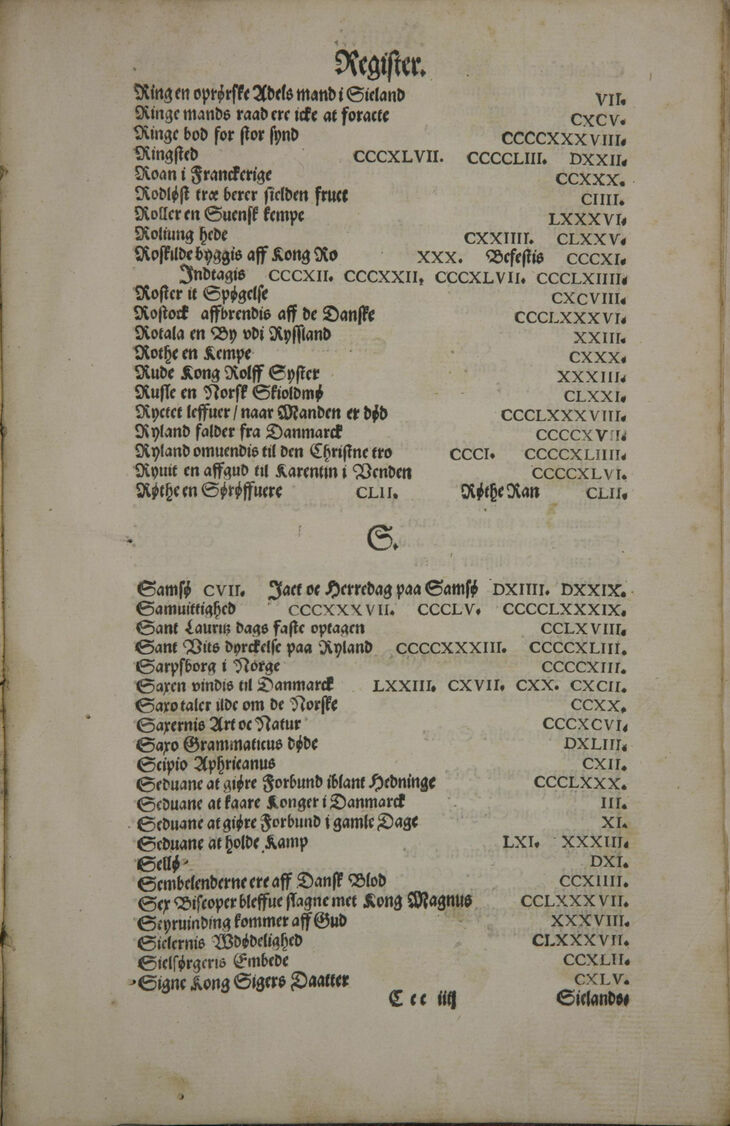 Register.
Ring en oprørske Adels mand i Sieland VII.
Ringe mands raad ere icke at foracte CXCV.
Ringe bod for stor synd CCCCXXXVIII.
Ringsted CCCXLVII. CCCCLIII. DXXII.
Roan i Franckerige CCXXX.
Rodløst træ berer sielden fruct CIIII.
Roller en Suensk kempe LXXXVI.
Roliung hede CXXIIII. CLXXV.
Roskilde byggis aff Kong Ro XXX. Befestis CCCXI.
Indtagis CCCXII. CCCXXII, CCCXLVII. CCCLXIIII.
Roster it Spøgelse CXCVIII.
Rostock affbrendis aff de Danske CCCLXXXVI.
Rotala en By vdi Ryssland XXIII.
Rothe en Kempe CXXX.
Rude Kong Rolff Syster XXXIII.
Rusle en Norsk Skioldmø CLXXI.
Ryctet leffuer / naar Manden er død CCCLXXXVIII.
Ryland falder fra Danmarck CCCCXVII.
Ryland omuendis til den Christne tro CCCI. CCCCXLIIII.
Ryuit en affgud til Karentin i Venden CCCCXLVI.
Røthe en Sørøffuere CLII. Røthe Ran CLII.
S.
Samsø CVII. Jact oc Herredag paa Samsø DXIIII. DXXIX.
Samuittighed CCCXXXVII. CCCLV. CCCCLXXXIX.
Sant Lauritz dags faste optagen CCLXVIII.
Sant Vits dyrckelse paa Ryland CCCCXXXIII. CCCCXLIII.
Sarpsborg i Norge CCCCXIII.
Saxen vindis til Danmarck LXXIII. CXVII. CXX. CXCII.
Saxo taler ilde om de Norske CCXX.
Saxernis Art oc Natur CCCXCVI.
Saxo Grammaticus døde DXLIII.
Scipio Aphricanus CXII.
Seduane at giøre Forbund iblant Hedninge CCCLXXX.
Seduane at kaare Konger i Danmarck III.
Seduane at giøre Forbund i gamle Dage XI.
Seduane at holde Kamp LXI. XXXIII.
Sellø DXI.
Sembelenderne ere aff Dansk Blod CCXIIII.
Sex Biscoper bleffue slagne met Kong Magnus CCLXXXVII.
Seyruinding kommer aff Gud XXXVIII.
Sielernis Wdødelighed CLXXXVII.
Sielsørgeris Embede CCXLII.
Signe Kong Sigers Daatter CXLV.
C c c iiij Sielands